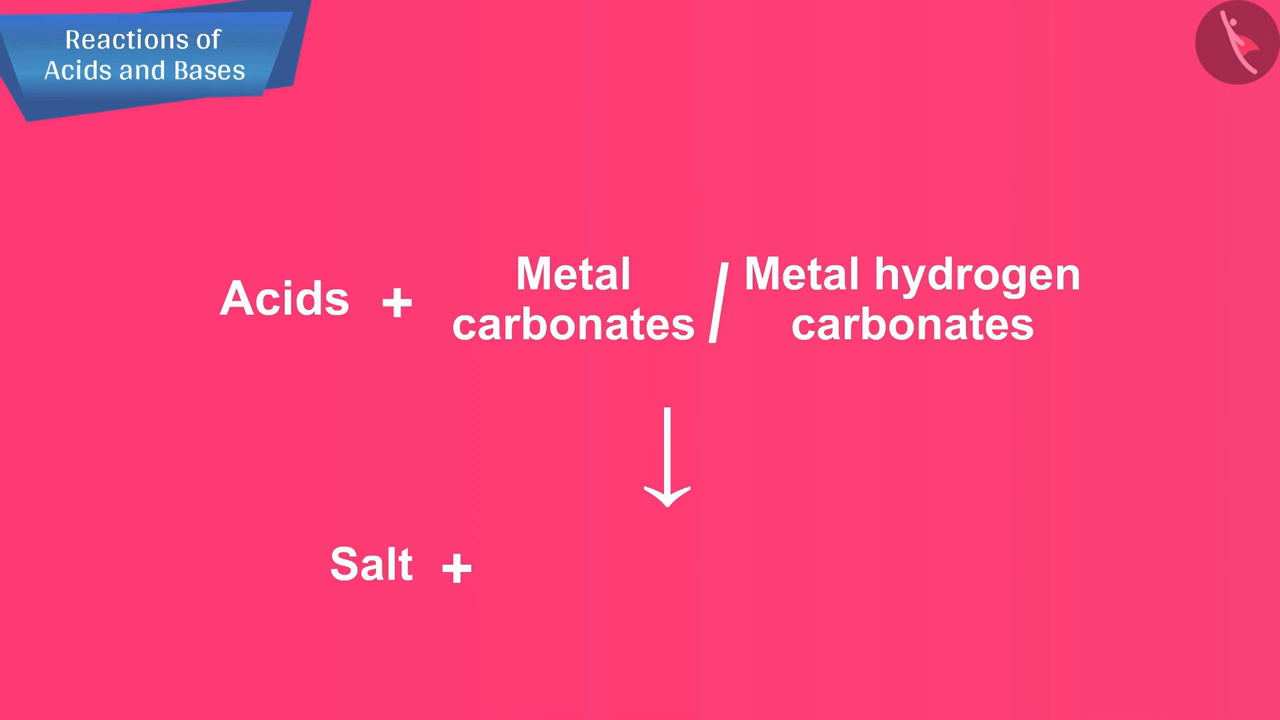 Reactions of
Acids and Bases
Acids + Metal carbonates / Metal hydrogen carbonates
↓
Salt +